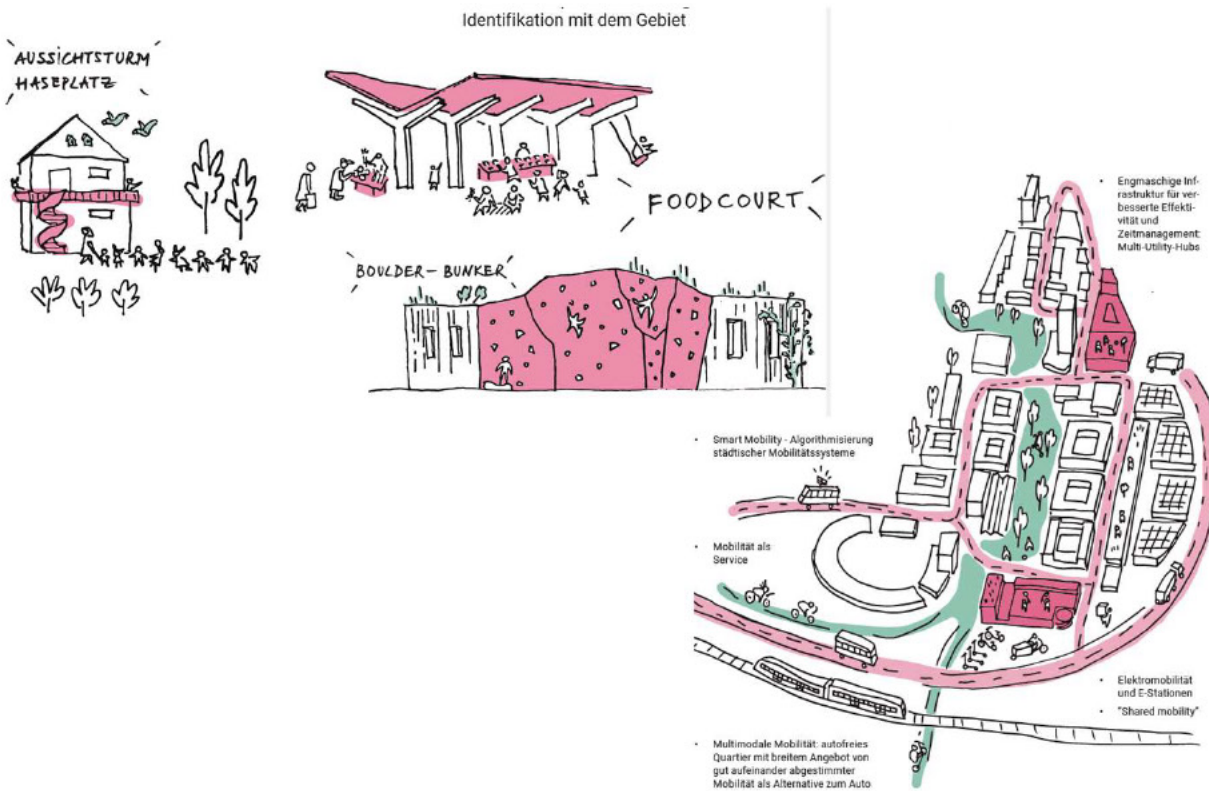 Identifikation mit dem Gebiet
AUSSICHTSTURM
HASEPLATZ
FOODCOURT
BOULDER-BUNKER
• Engmaschige Inf-
rastruktur für ver-
besserte Effekti-
vität und
Zeitmanagement:
Multi-Utility-Hubs
• Smart Mobility - Algorithmisierung
städtischer Mobilitätssysteme
• Mobilität als
Service
• Elektromobilität
und E-Stationen
• "Shared mobility"
• Multimodale Mobilität: autofreies
Quartier mit breitem Angebot von
gut aufeinander abgestimmter
Mobilität als Alternative zum Auto